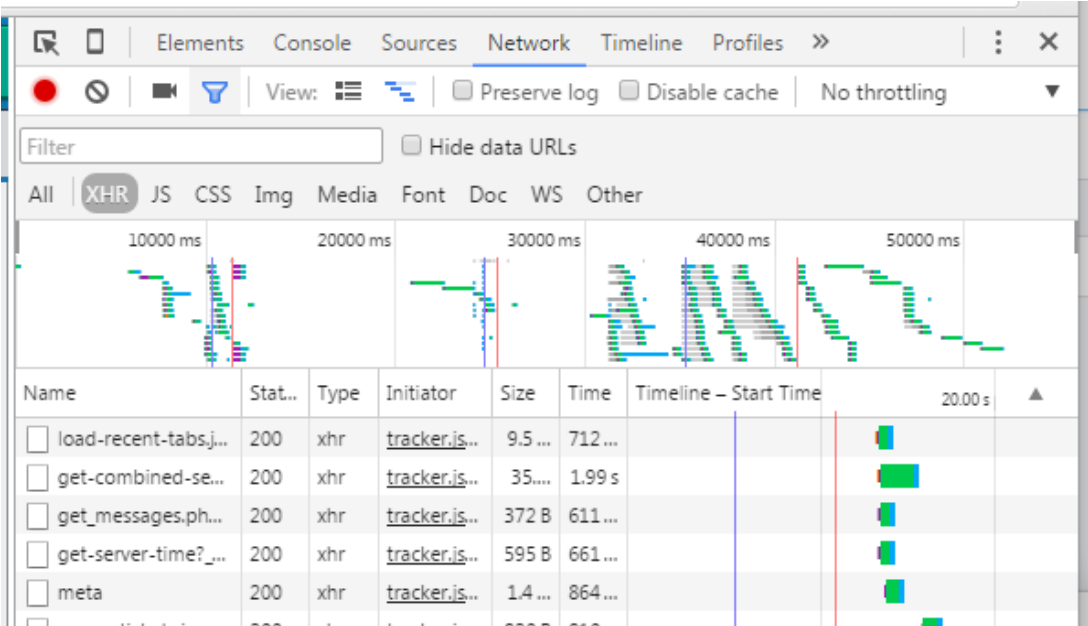 Elements Console Sources Network Timeline Profiles »
View: Preserve log Disable cache No throttling
Filter Hide data URLs
All XHR JS CSS Img Media Font Doc WS Other
10000 ms 20000 ms 30000 ms 40000 ms 50000 ms
Name Stat... Type Initiator Size Time Timeline – Start Time 20.00 s
load-recent-tabs.j... 200 xhr tracker.js... 9.5 ... 712 ...
get-combined-se... 200 xhr tracker.js... 35.... 1.99 s
get_messages.ph... 200 xhr tracker.js... 372 B 611 ...
get-server-time?_... 200 xhr tracker.js... 595 B 661 ...
meta 200 xhr tracker.js... 1.4 ... 864 ...